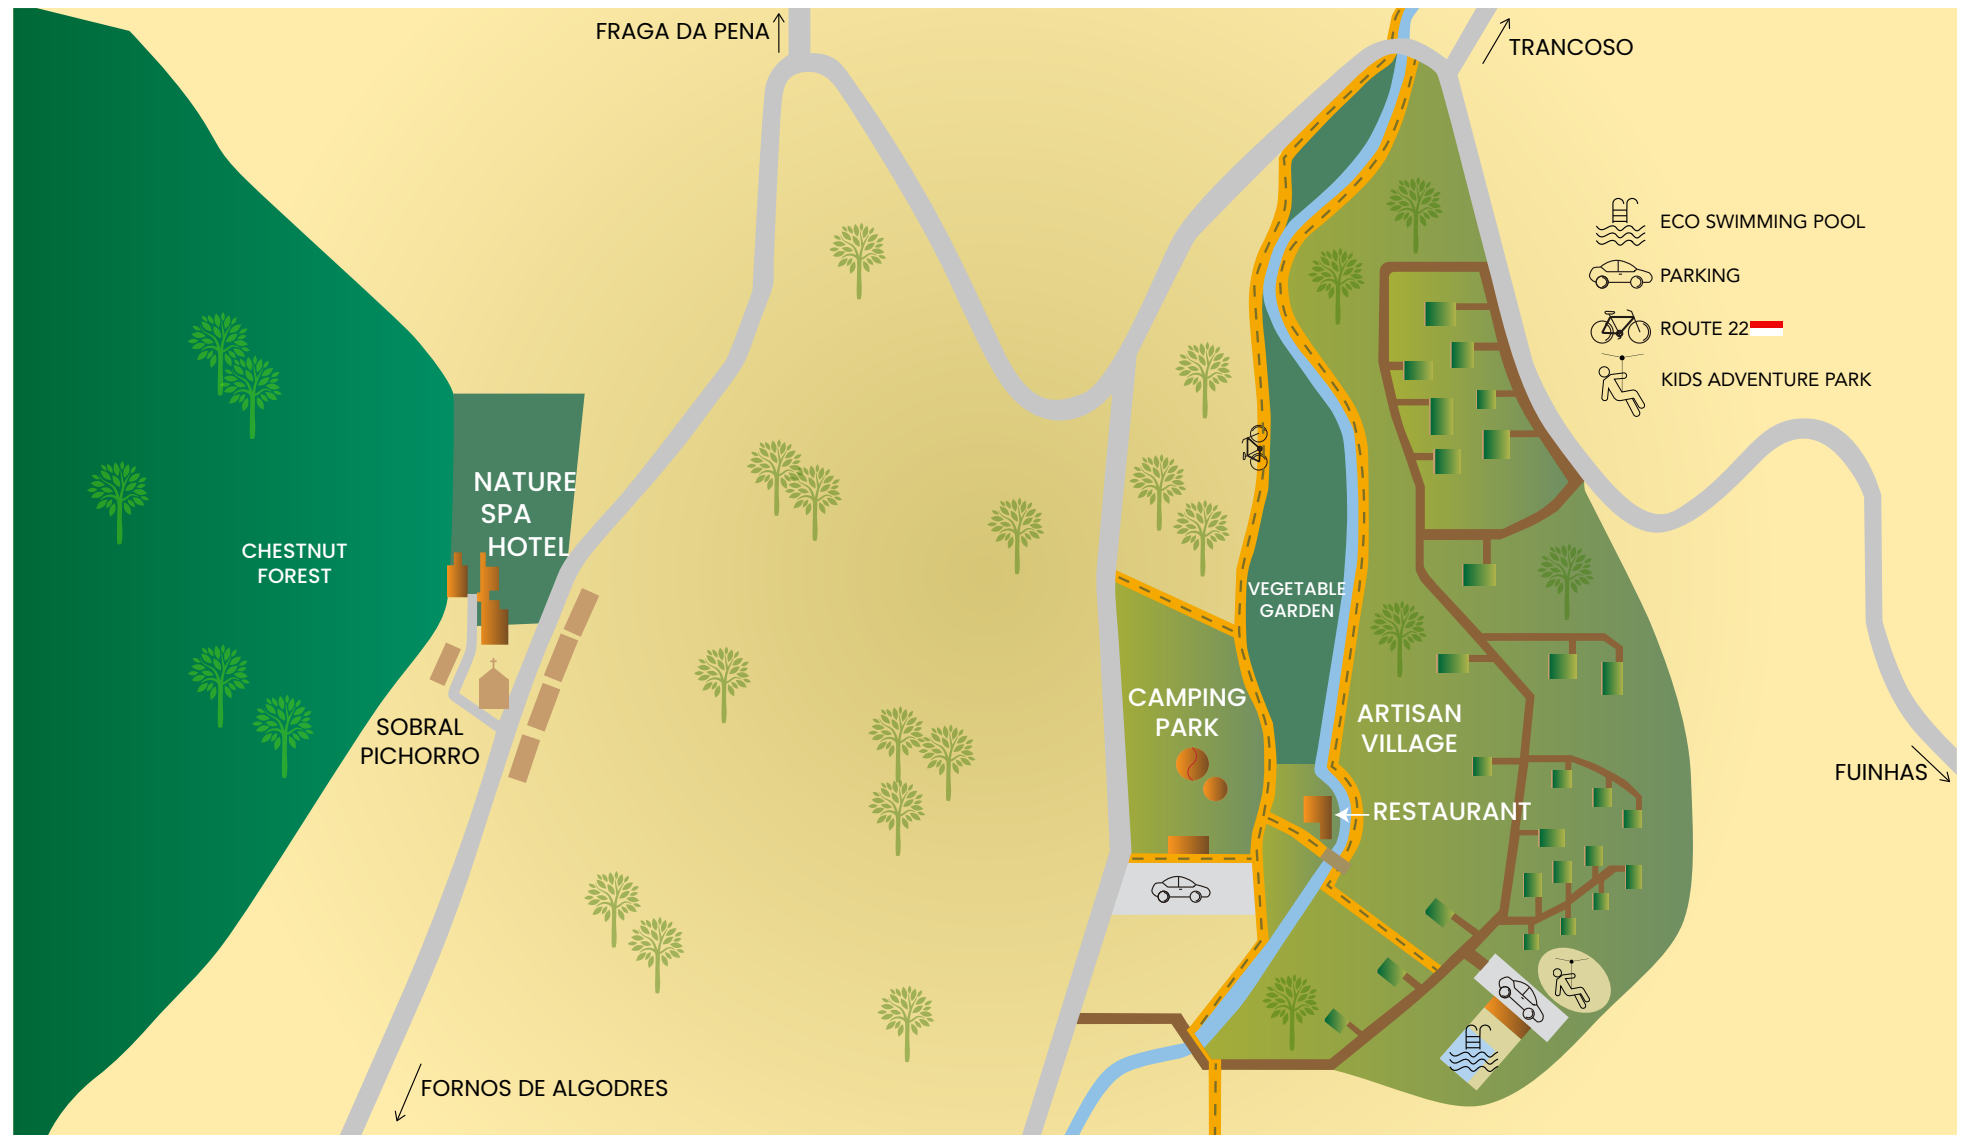 FRAGA DA PENA
TRANCOSO
ECO SWIMMING POOL
PARKING
ROUTE 22
KIDS ADVENTURE PARK
NATURE
SPA
HOTEL
CHESTNUT
FOREST
VEGETABLE
GARDEN
CAMPING
PARK
ARTISAN
VILLAGE
SOBRAL
PICHORRO
FUINHAS
RESTAURANT
FORNOS DE ALGODRES